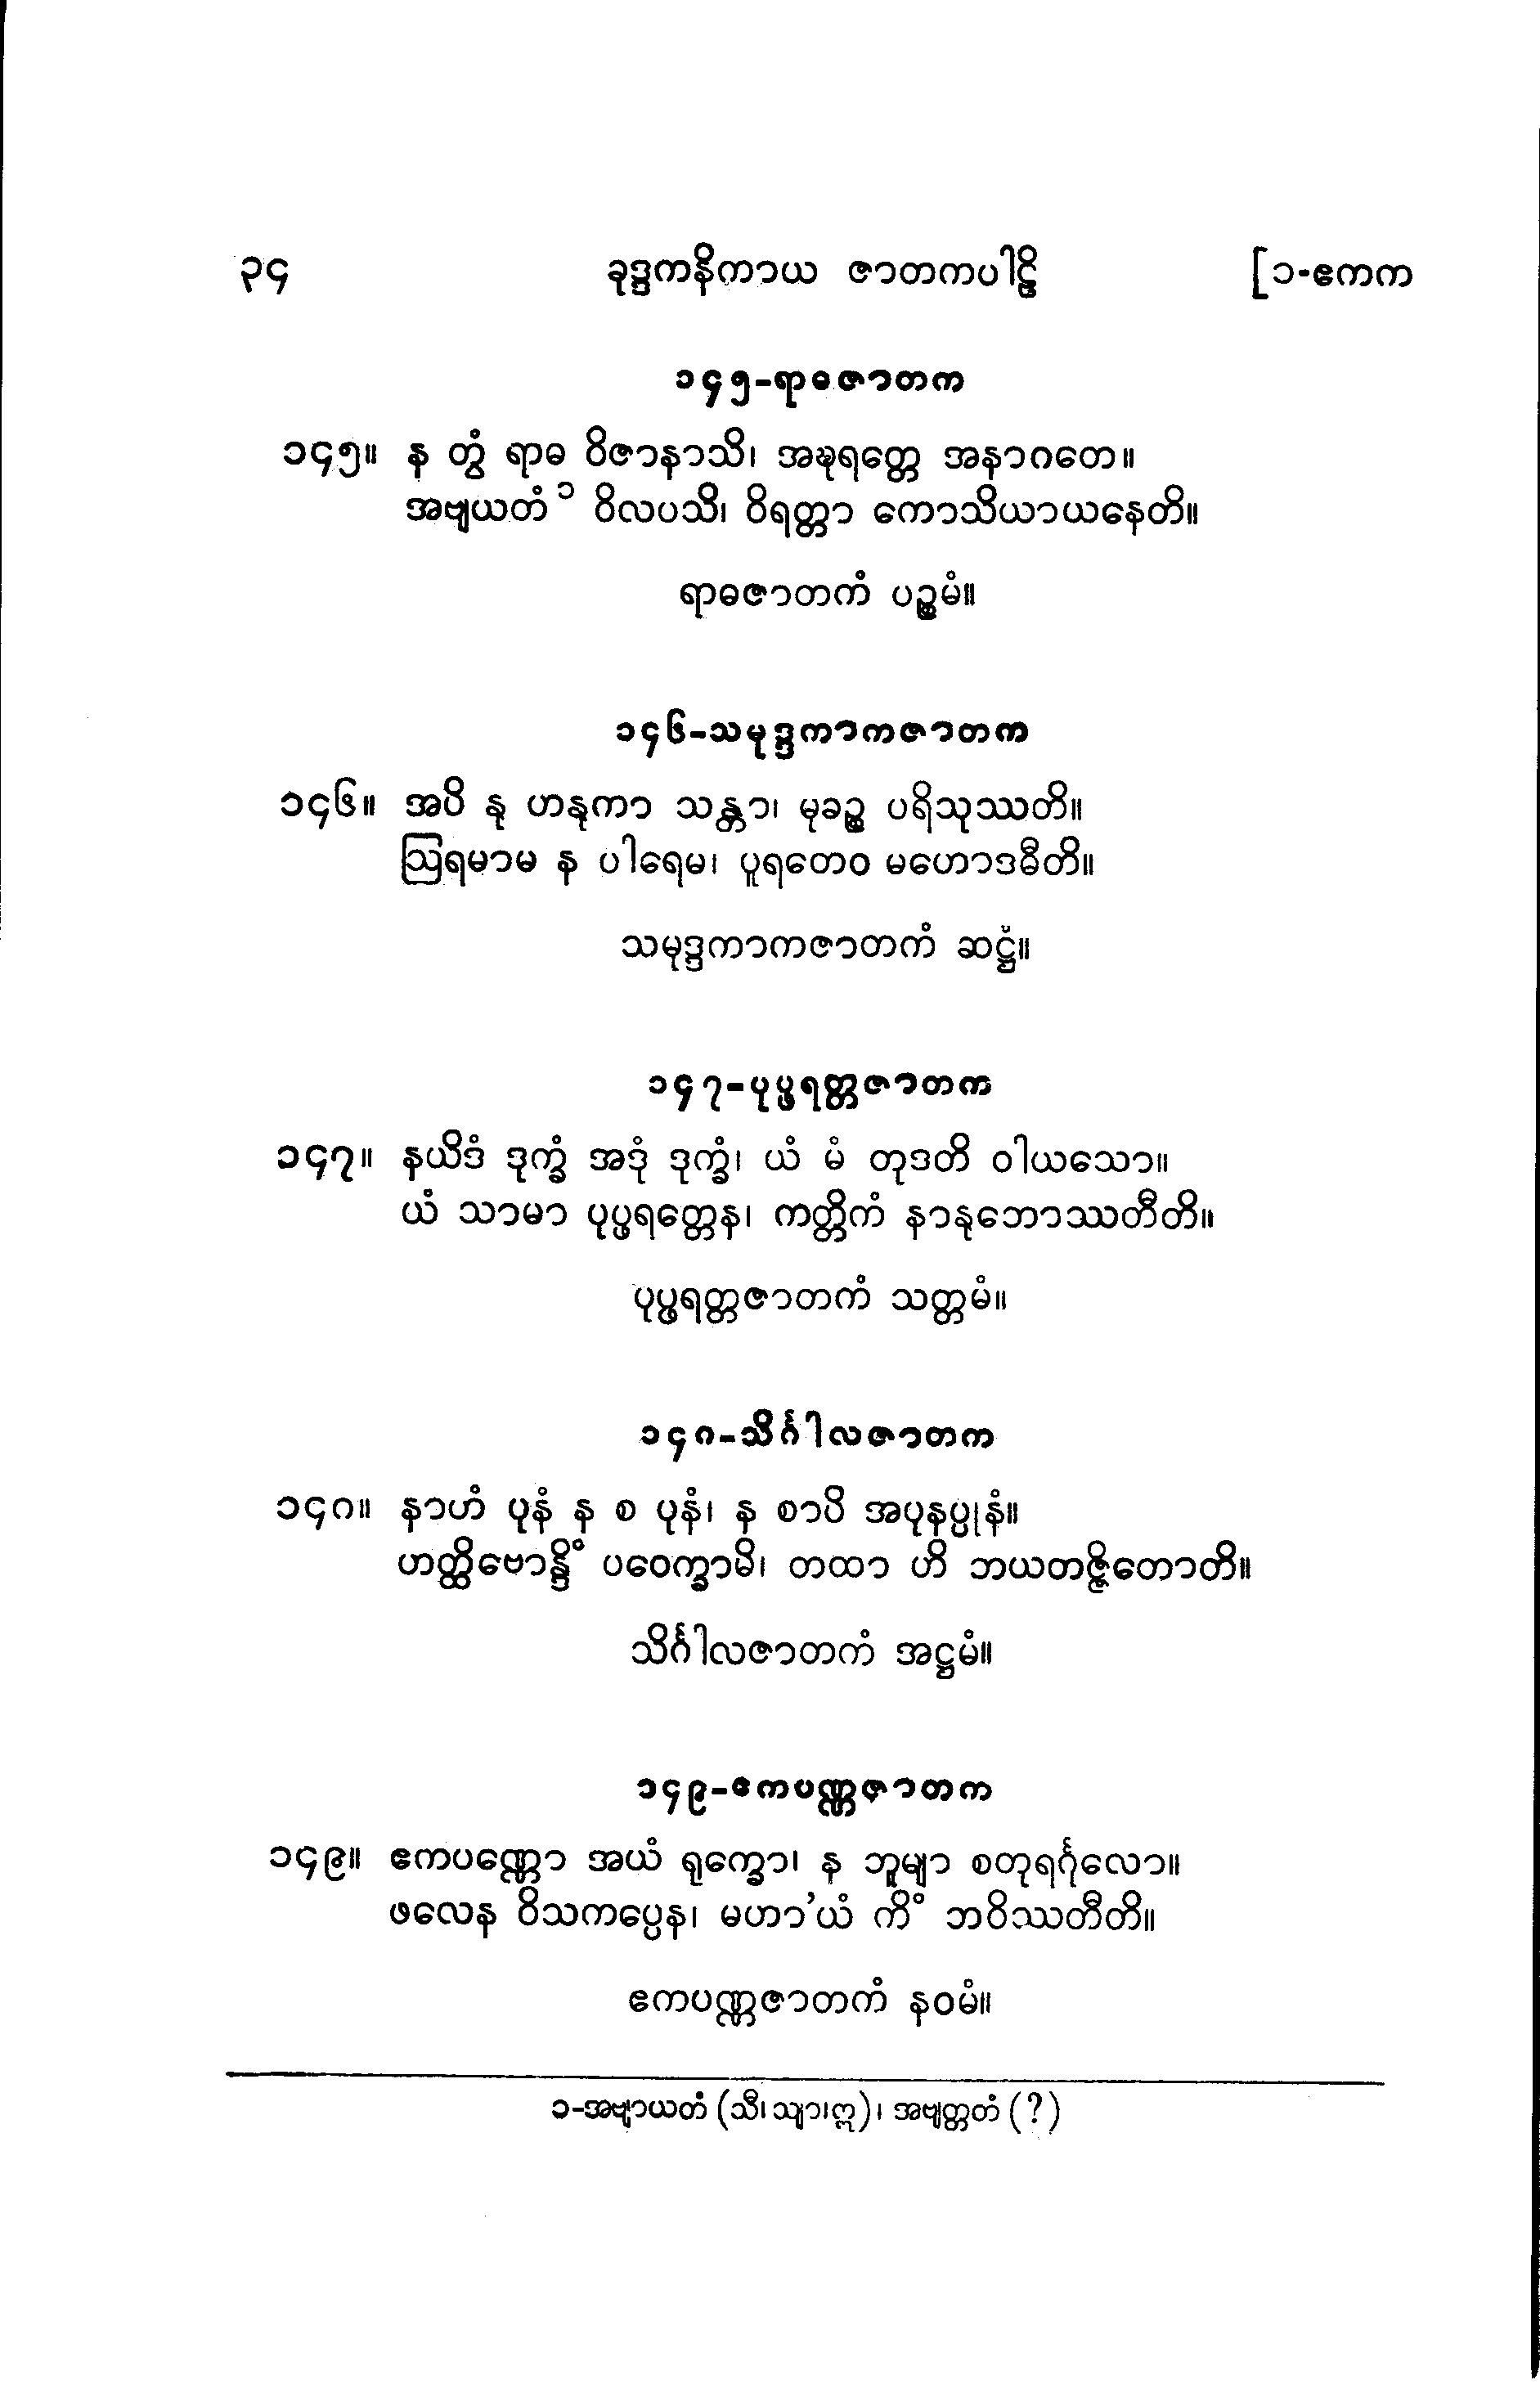 ၃၄ ခုဒ္ဒကနိကာယ ဇာတကပါဠိ [၁-ဧကက
၁၄၅-ရာဓဇာတက
၁၄၅။ န တွံ ရာဓ ဝိဇာနာသိ၊ အဍ္ဎရတ္တေ အနာဂတေ။
အဗျယတံ ၁ ဝိလပသိ၊ ဝိရတ္တာ ကောသိယာယနေတိ။
ရာဓဇာတကံ ပဉ္စမံ။
၁၄၆-သမုဒ္ဒကာကဇာတက
၁၄၆။ အပိ နု ဟနုကာ သန္တာ၊ မုခဉ္စ ပရိသုဿတိ။
ဩရမာမ န ပါရေမ၊ ပူရတေဝ မဟောဒဓီတိ။
သမုဒ္ဒကာကဇာတကံ ဆဋ္ဌံ။
၁၄၇-ပုပ္ဖရတ္တဇာတက
၁၄၇။ နယိဒံ ဒုက္ခံ အဒုံ ဒုက္ခံ၊ ယံ မံ တုဒတိ ဝါယသော။
ယံ သာမာ ပုပ္ဖရတ္တေန၊ ကတ္တိကံ နာနုဘောဿတီတိ။
ပုပ္ဖရတ္တဇာတကံ သတ္တမံ။
၁၄၈-သိင်္ဂါလဇာတက
၁၄၈။ နာဟံ ပုနံ န စ ပုနံ၊ န စာပိ အပုနပ္ပုနံ။
ဟတ္ထိဗောန္ဒိံ ပဝေက္ခာမိ၊ တထာ ဟိ ဘယတဇ္ဇိတောတိ။
သိင်္ဂါလဇာတကံ အဋ္ဌမံ။
၁၄၉-ဧကပဏ္ဏဇာတက
၁၄၉။ ဧကပဏ္ဏော အယံ ရုက္ခော၊ န ဘူမျာ စတုရင်္ဂုလော။
ဖလေန ဝိသကပ္ပေန၊ မဟာ’ယံ ကိံ ဘဝိဿတီတိ။
ဧကပဏ္ဏဇာတကံ နဝမံ။
၁-အဗျာယတံ (သီ၊သျာ၊ဣ)၊ အဗျတ္တတံ (?)